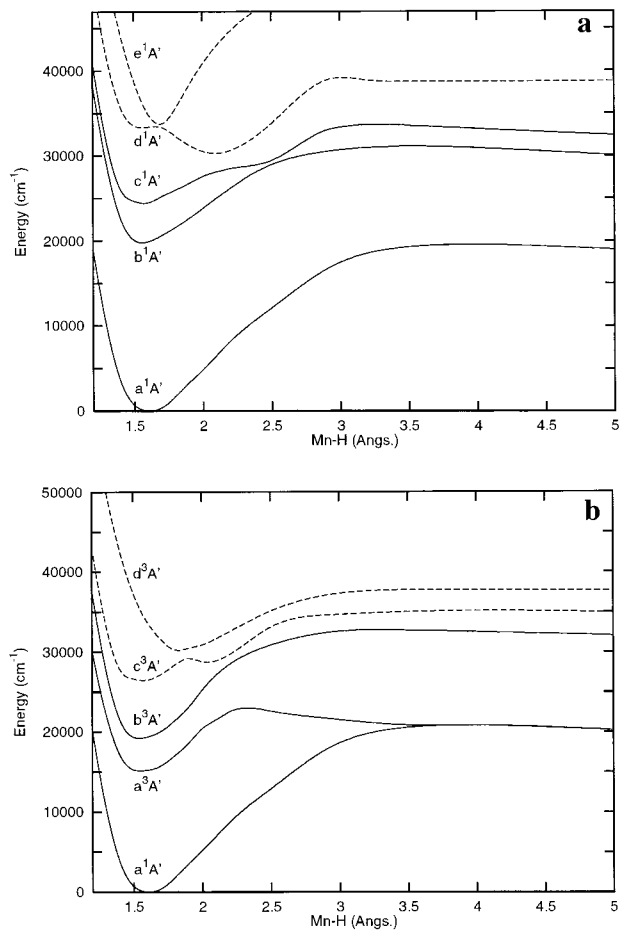 a
e¹A'
d¹A'
c¹A'
b¹A'
a¹A'
Energy (cm⁻¹)
40000
30000
20000
10000
0
1.5 2 2.5 3 3.5 4 4.5 5
Mn-H (Angs.)
b
d³A'
c³A'
b³A'
a³A'
a¹A'
Energy (cm⁻¹)
50000
40000
30000
20000
10000
0
1.5 2 2.5 3 3.5 4 4.5 5
Mn-H (Angs.)